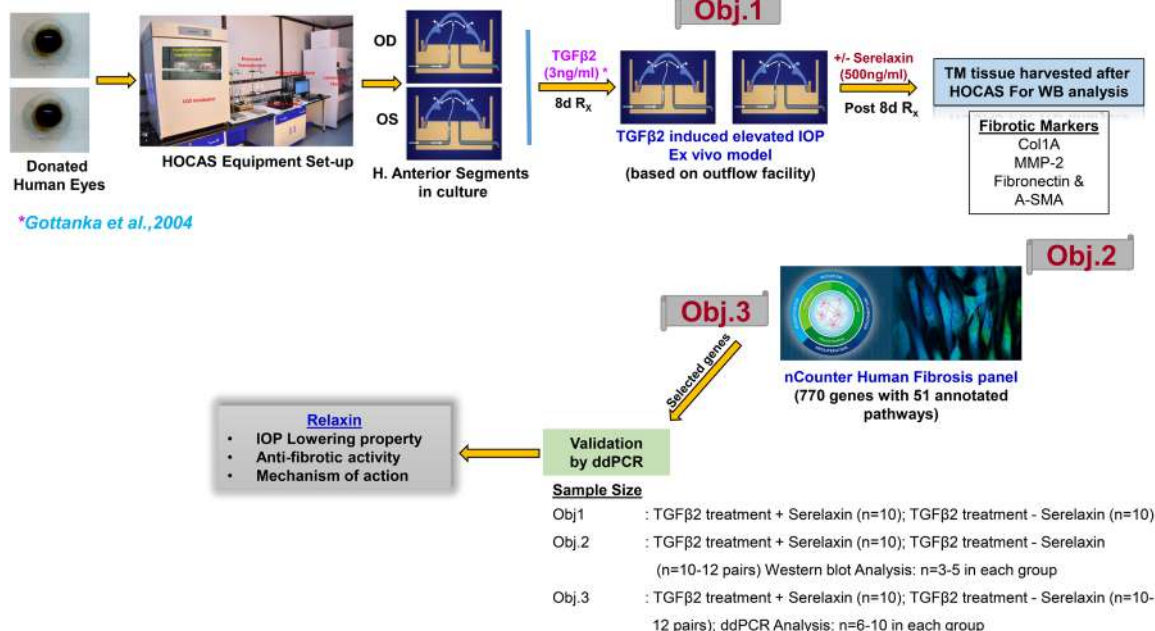 Obj.1
OD
TGFβ2
(3ng/ml) *
8d Rx
+/- Serelaxin
(500ng/ml)
Post 8d Rx
TM tissue harvested after
HOCAS For WB analysis
OS
TGFβ2 induced elevated IOP
Ex vivo model
(based on outflow facility)
Fibrotic Markers
Col1A
MMP-2
Fibronectin &
A-SMA
Donated
Human Eyes
HOCAS Equipment Set-up
H. Anterior Segments
in culture
*Gottanka et al.,2004
Obj.2
Obj.3
Selected genes
nCounter Human Fibrosis panel
(770 genes with 51 annotated
pathways)
Relaxin
• IOP Lowering property
• Anti-fibrotic activity
• Mechanism of action
Validation
by ddPCR
Sample Size
Obj1 : TGFβ2 treatment + Serelaxin (n=10); TGFβ2 treatment - Serelaxin (n=10)
Obj.2 : TGFβ2 treatment + Serelaxin (n=10); TGFβ2 treatment - Serelaxin
(n=10-12 pairs) Western blot Analysis: n=3-5 in each group
Obj.3 : TGFβ2 treatment + Serelaxin (n=10); TGFβ2 treatment - Serelaxin (n=10-
12 pairs); ddPCR Analysis: n=6-10 in each group